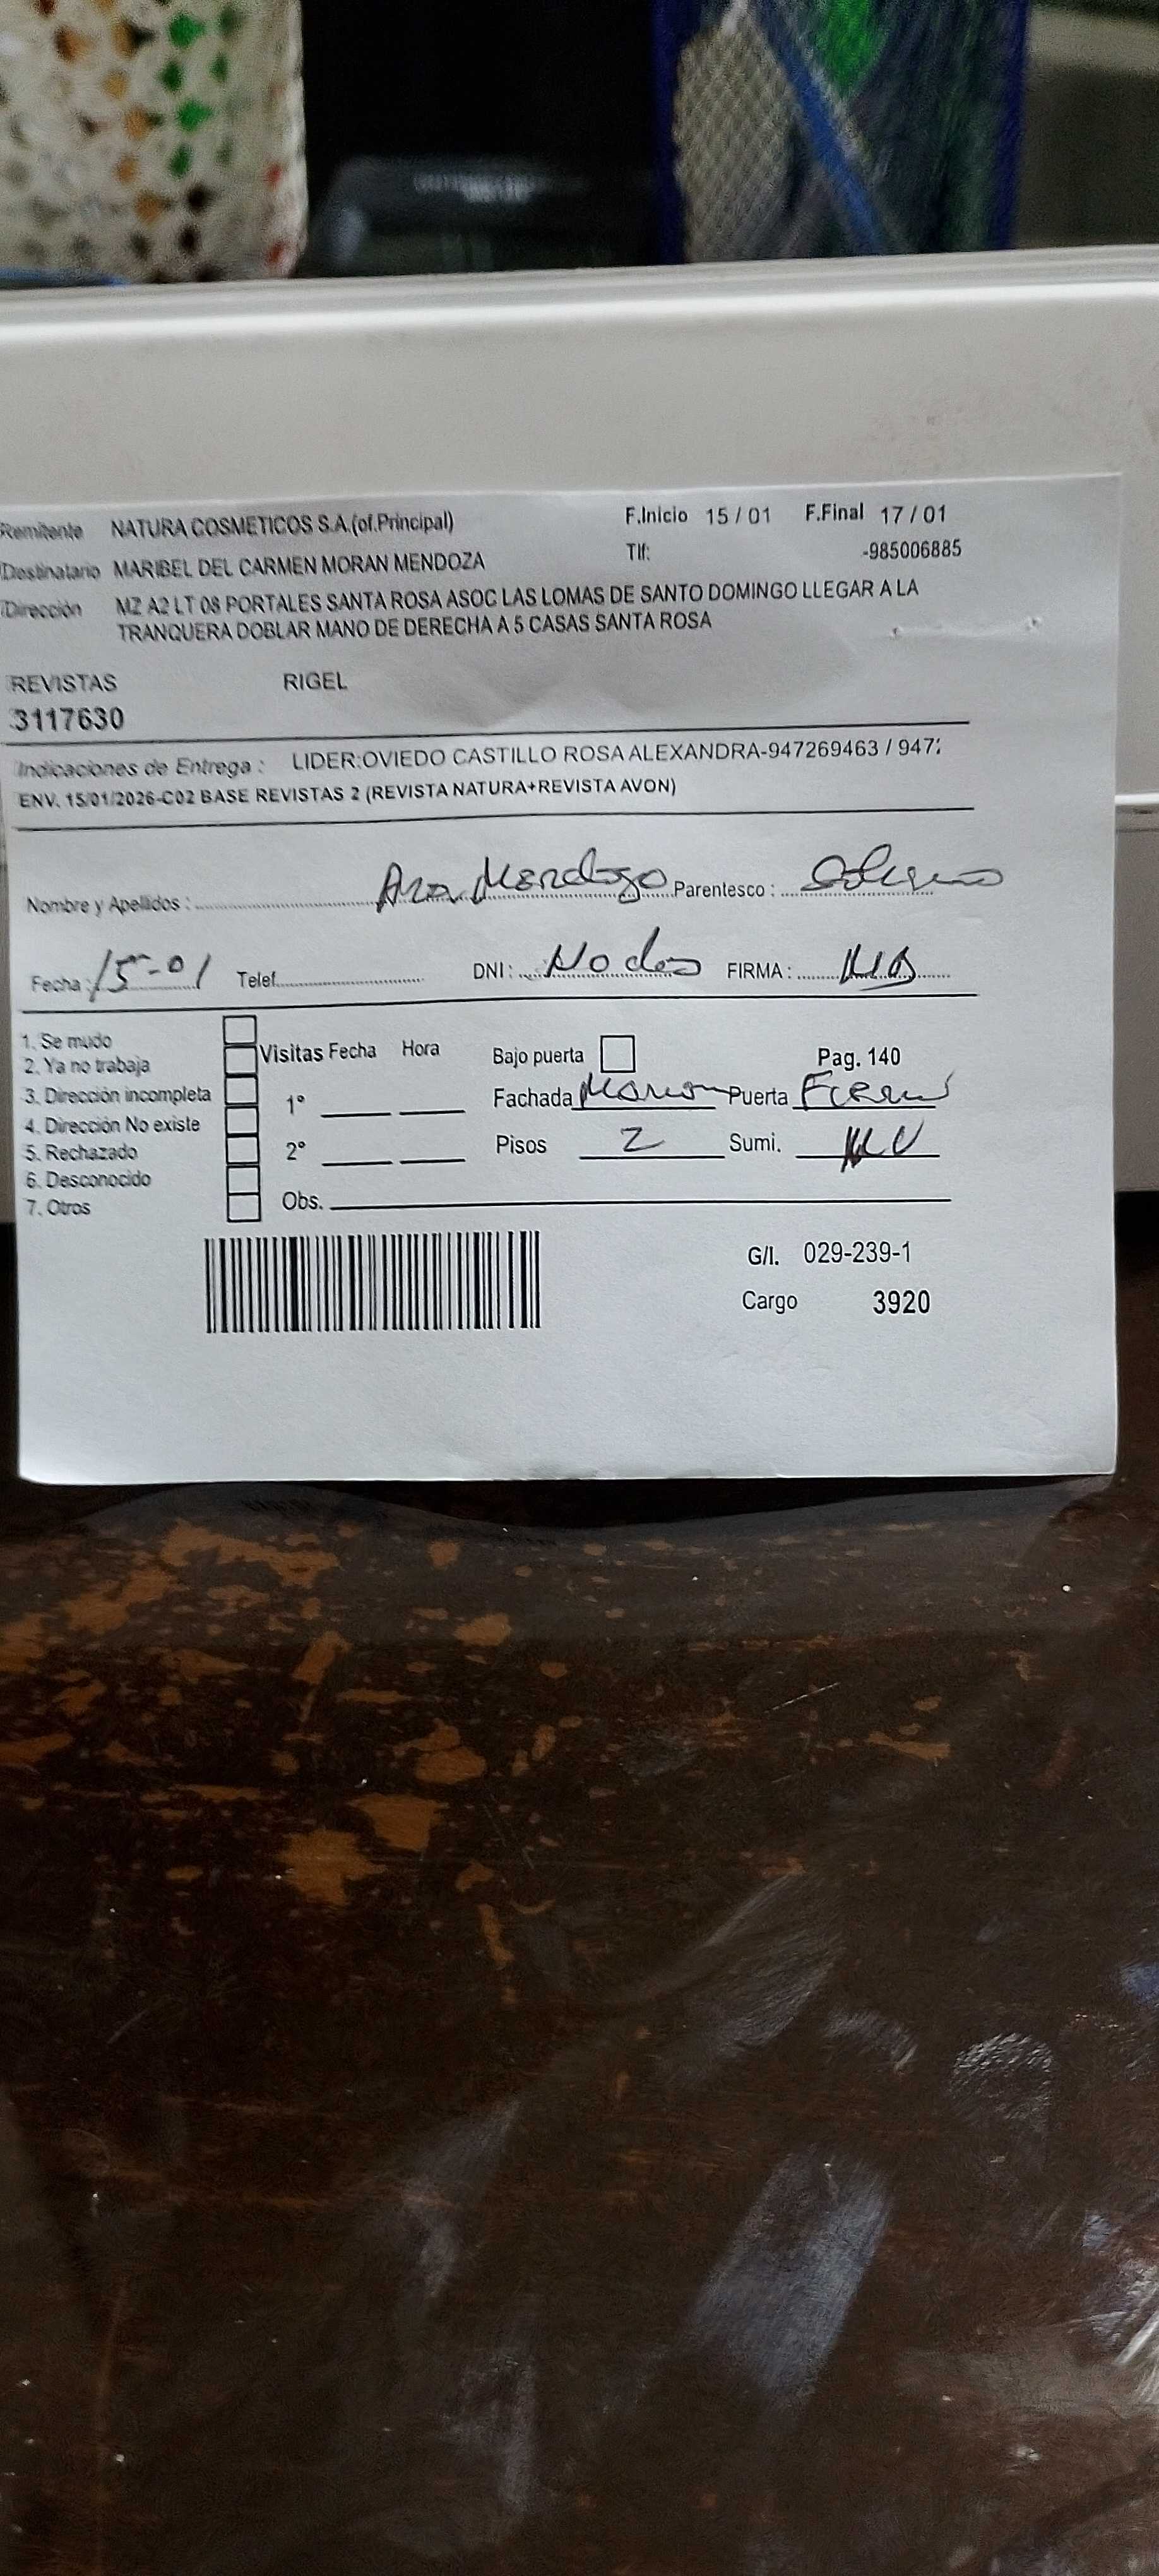 Remitente NATURA COSMETICOS S.A.(of.Principal) F.Inicio 15 / 01 F.Final 17 / 01
Destinatario MARIBEL DEL CARMEN MORAN MENDOZA Tlf: -985006885
Dirección MZ A2 LT 08 PORTALES SANTA ROSA ASOC LAS LOMAS DE SANTO DOMINGO LLEGAR A LA
TRANQUERA DOBLAR MANO DE DERECHA A 5 CASAS SANTA ROSA
REVISTAS RIGEL
3117630
Indicaciones de Entrega : LIDER:OVIEDO CASTILLO ROSA ALEXANDRA-947269463 / 947
ENV. 15/01/2026-C02 BASE REVISTAS 2 (REVISTA NATURA+REVISTA AVON)
Nombre y Apellidos : Ana Mendozo Parentesco :
Fecha : 15-01 Telef. DNI : No deo FIRMA :
1. Se mudo
2. Ya no trabaja Visitas Fecha Hora Bajo puerta Pag. 140
3. Dirección incompleta 1° Fachada Marron Puerta
4. Dirección No existe
5. Rechazado 2° Pisos 2 Sumi.
6. Desconocido
7. Otros Obs.
G/I. 029-239-1
Cargo 3920